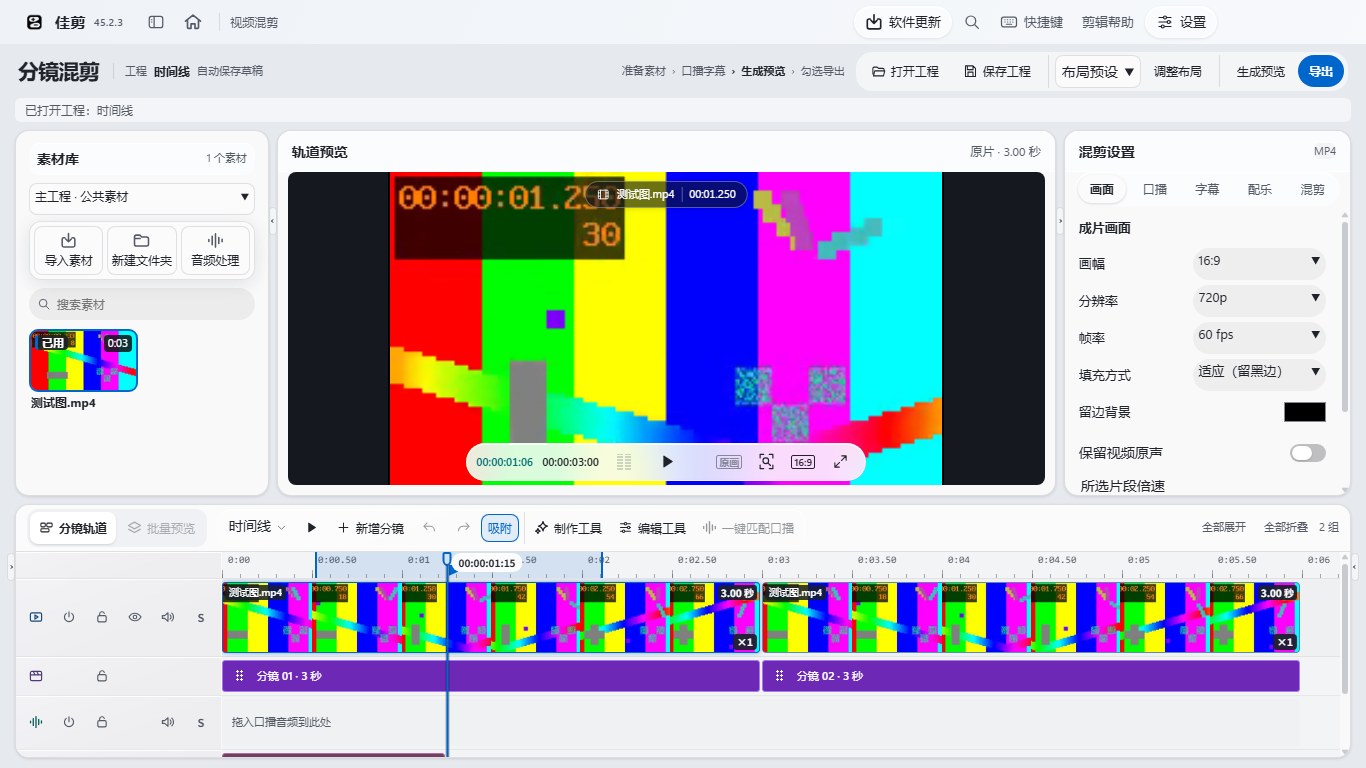 佳剪 45.2.3 视频混剪 软件更新 快捷键 剪辑帮助 设置
分镜混剪 工程 时间线 自动保存草稿 准备素材 › 口播字幕 › 生成预览 › 勾选导出 打开工程 保存工程 布局预设 ▼ 调整布局 生成预览 导出
已打开工程：时间线
素材库 1 个素材
主工程 · 公共素材 ▼
导入素材 新建文件夹 音频处理
搜索素材
已用 0:03
测试图.mp4
轨道预览 原片 · 3.00 秒
00:00:01.250
测试图.mp4 00:01.250
30
00:00:01:06 00:00:03:00 原画 16:9
混剪设置 MP4
画面 口播 字幕 配乐 混剪
成片画面
画幅 16:9 ▼
分辨率 720p ▼
帧率 60 fps ▼
填充方式 适应（留黑边） ▼
留边背景
保留视频原声
所选片段倍速
分镜轨道 批量预览 时间线 新增分镜 吸附 制作工具 编辑工具 一键匹配口播 全部展开 全部折叠 2 组
0:00 0:00.50 0:01 00:00:01:15 .50 0:02 0:02.50 0:03 0:03.50 0:04 0:04.50 0:05 0:05.50 0:06
测试图.mp4 3.00 秒 测试图.mp4 3.00 秒
×1 ×1
S
分镜 01 · 3 秒 分镜 02 · 3 秒
S 拖入口播音频到此处